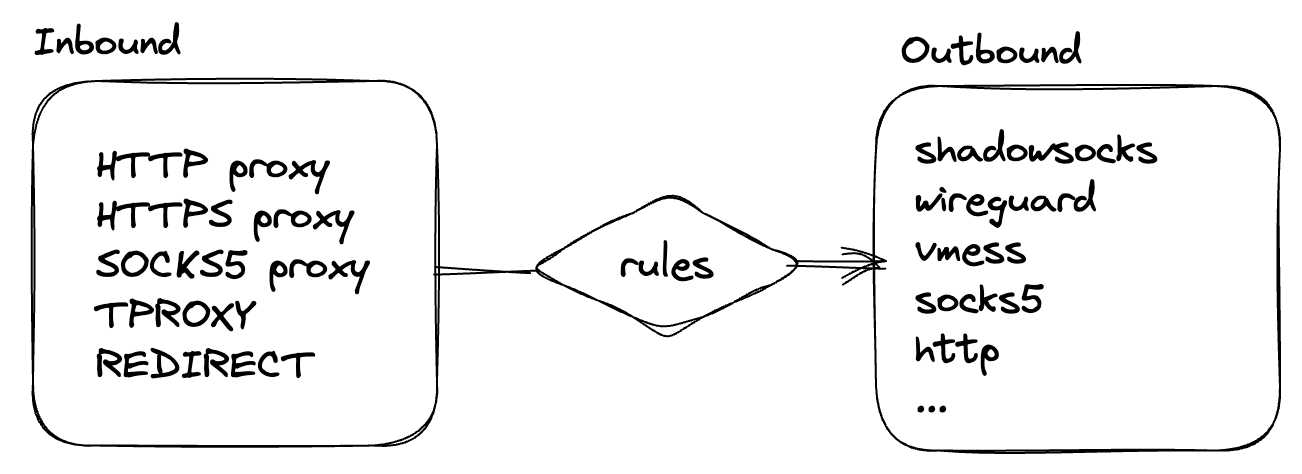 Inbound
HTTP proxy
HTTPS proxy
SOCKS5 proxy
TPROXY
REDIRECT
rules
Outbound
shadowsocks
wireguard
vmess
socks5
http
...